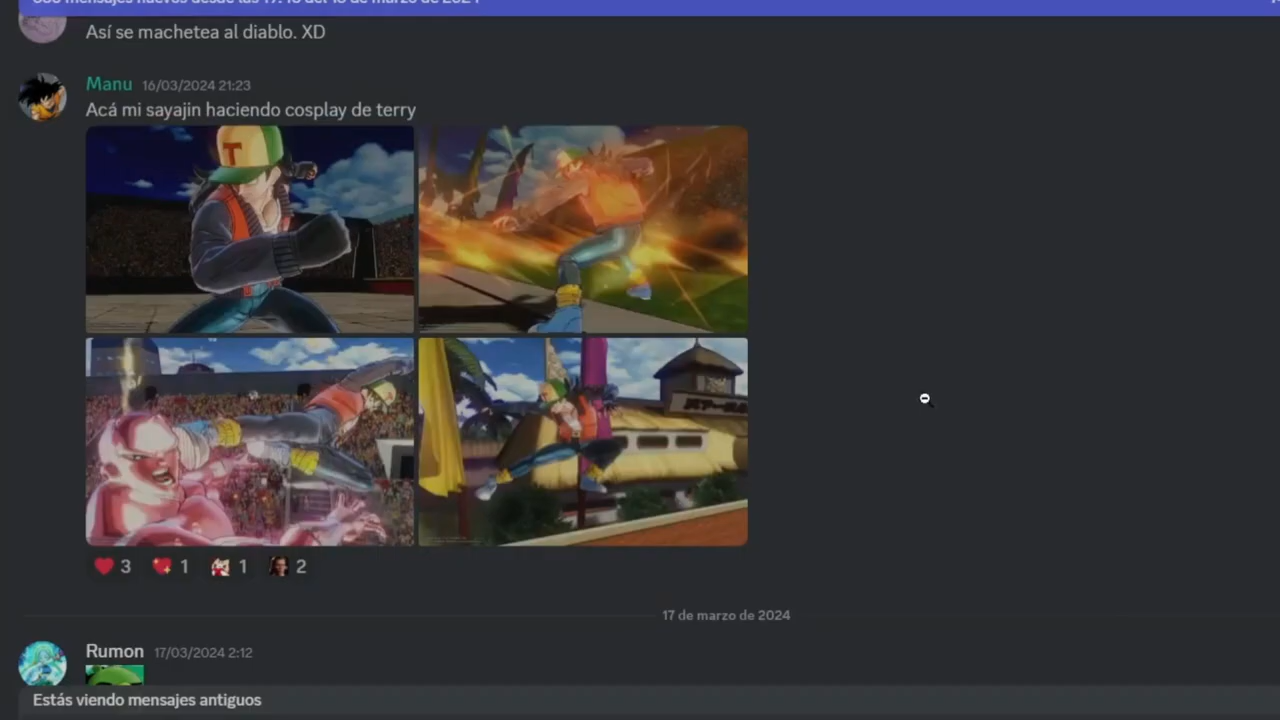 Así se machetea al diablo. XD
Manu 16/03/2024 21:23
Acá mi sayajin haciendo cosplay de terry
T
3 1 1 2
17 de marzo de 2024
Rumon 17/03/2024 2:12
Estás viendo mensajes antiguos